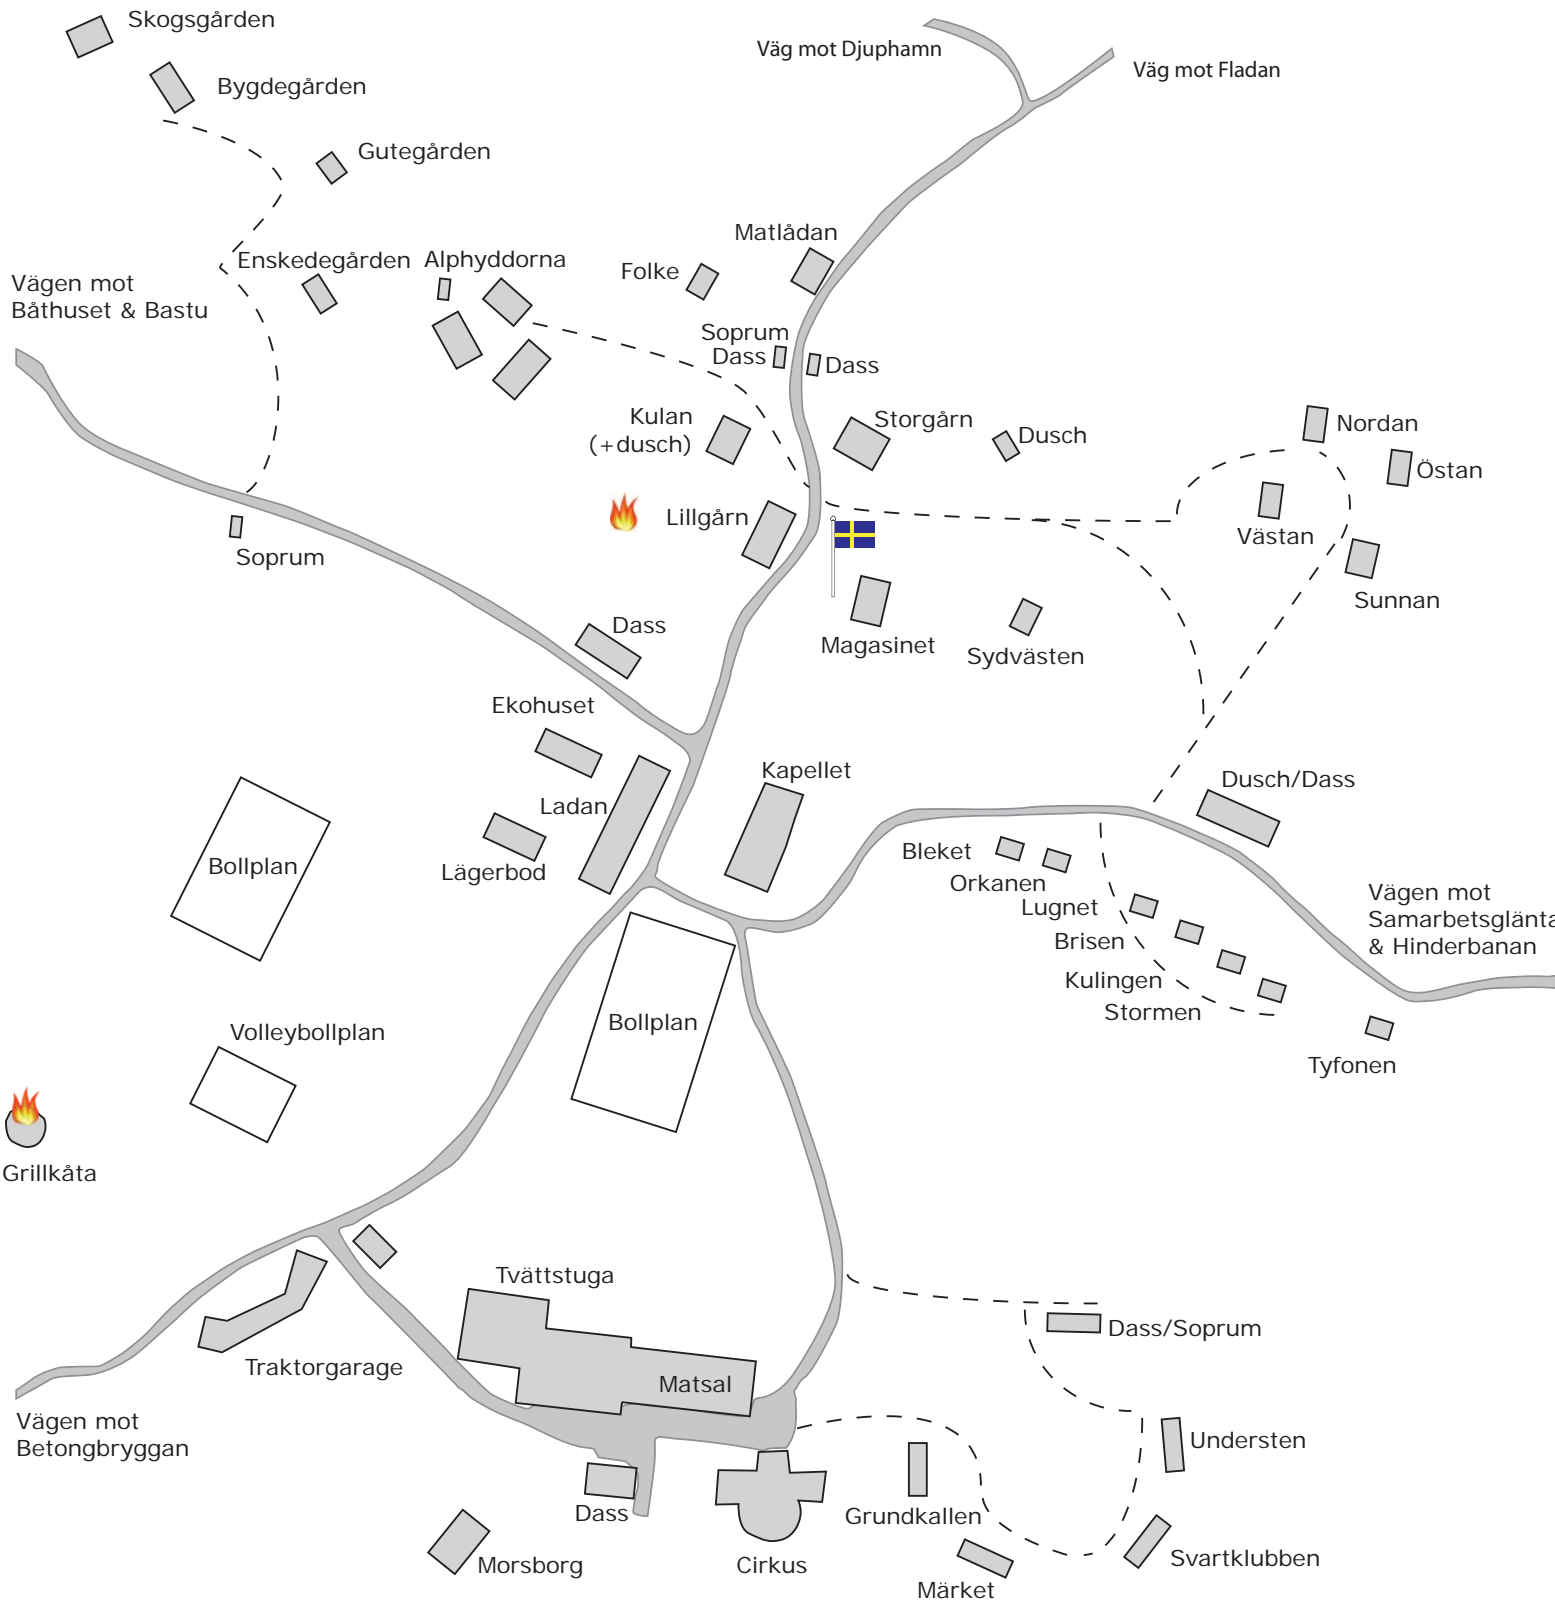 Skogsgården
Väg mot Djuphamn
Väg mot Fladan
Bygdegården
Gutegården
Matlådan
Enskedegården
Alphyddorna
Folke
Vägen mot
Båthuset & Bastu
Soprum
Dass
Dass
Kulan
(+dusch)
Storgårn
Dusch
Nordan
Östan
Lillgårn
Västan
Soprum
Sunnan
Dass
Magasinet
Sydvästen
Ekohuset
Kapellet
Dusch/Dass
Ladan
Bollplan
Lägerbod
Bleket
Orkanen
Lugnet
Brisen
Kulingen
Stormen
Vägen mot
Samarbetsglänta
& Hinderbanan
Bollplan
Volleybollplan
Tyfonen
Grillkåta
Tvättstuga
Dass/Soprum
Traktorgarage
Matsal
Vägen mot
Betongbryggan
Understen
Dass
Grundkallen
Morsborg
Cirkus
Svartklubben
Märket